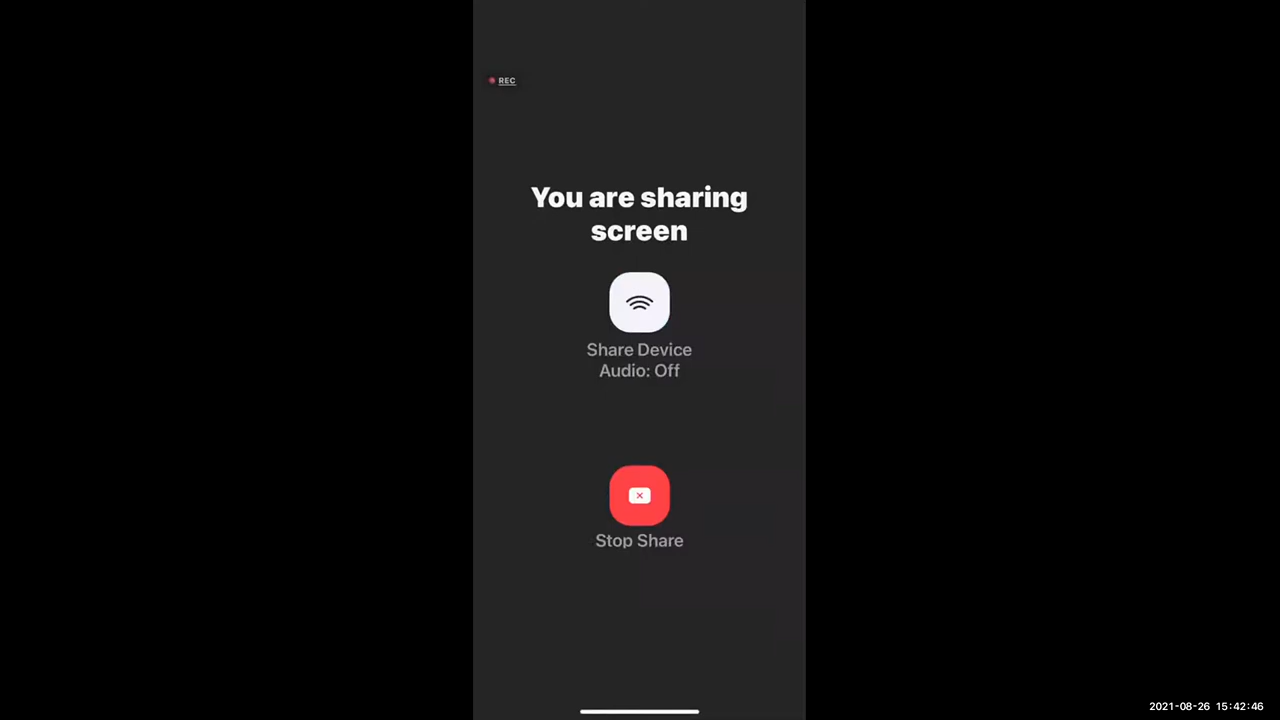 REC
You are sharing
screen
Share Device
Audio: Off
Stop Share
2021-08-26 15:42:46